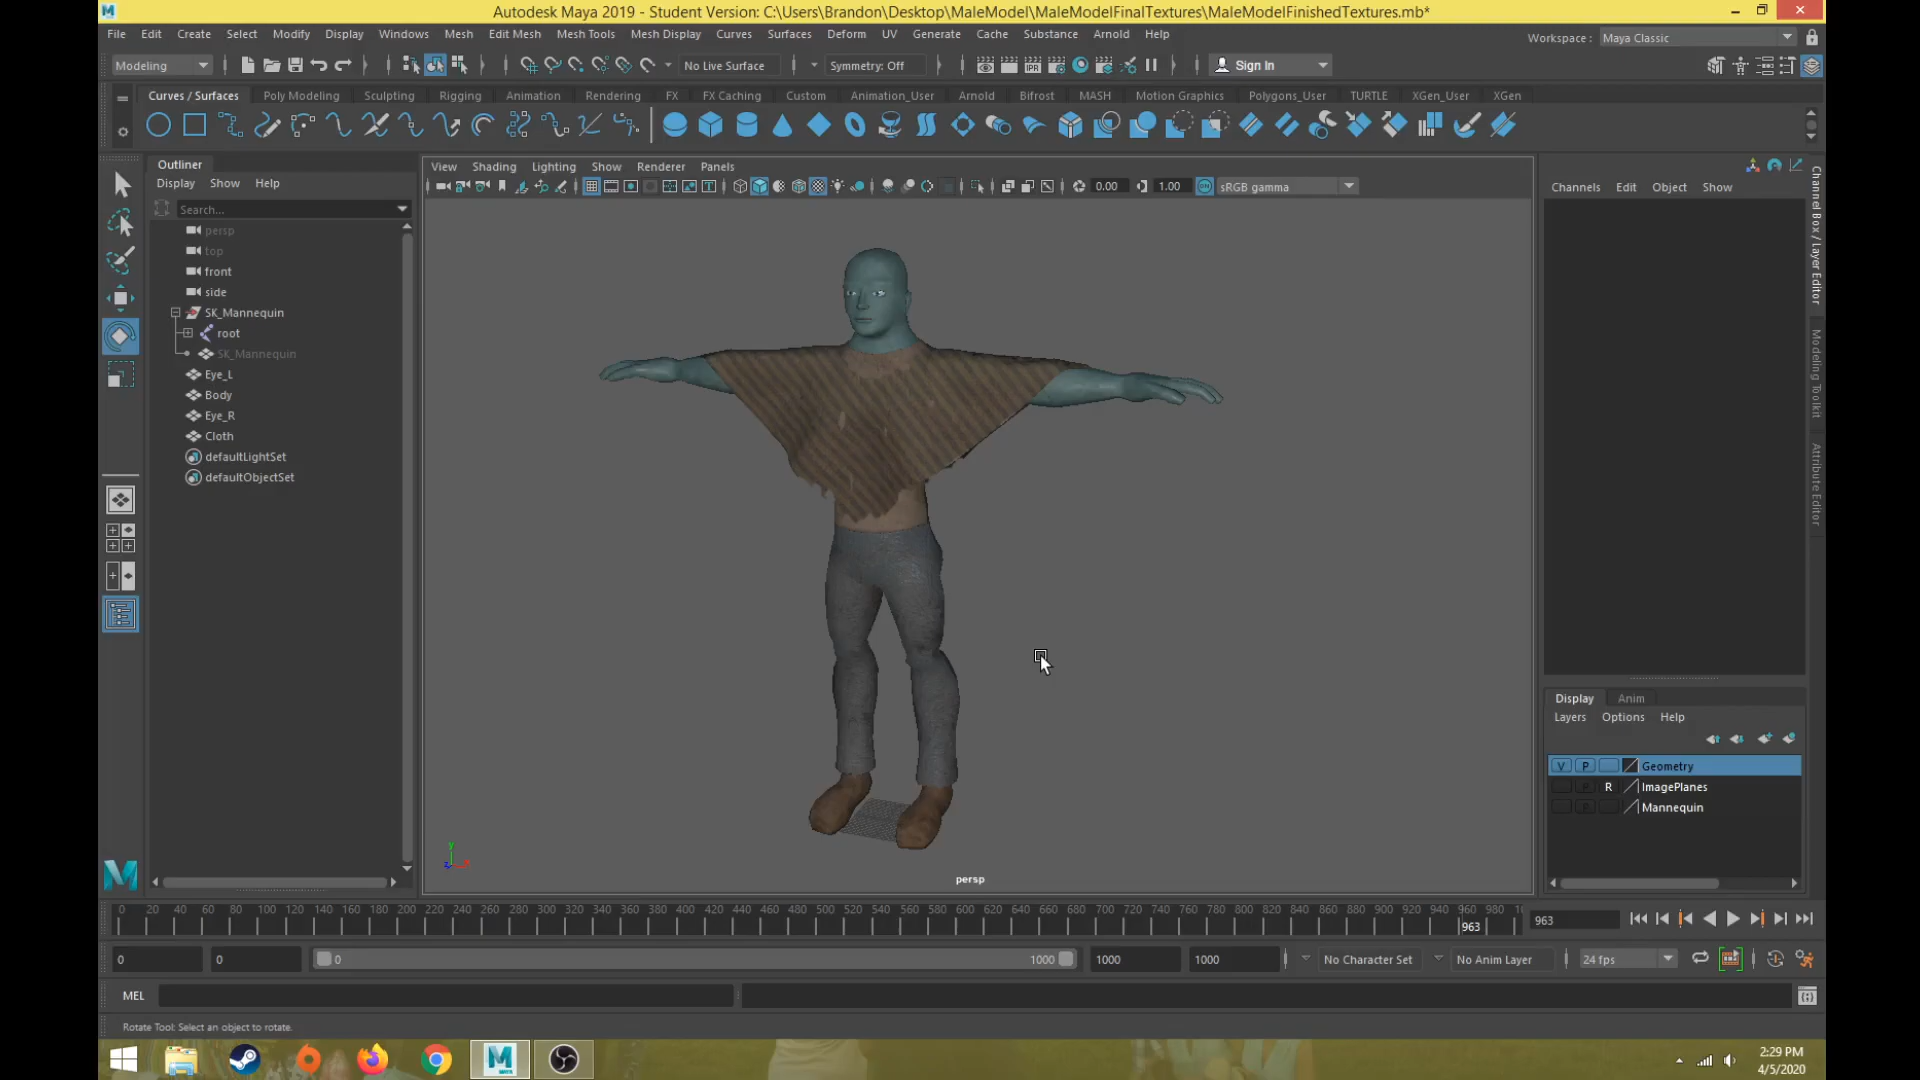 Autodesk Maya 2019 - Student Version: C:\Users\Brandon\Desktop\MaleModel\MaleModelFinalTextures\MaleModelFinishedTextures.mb*
File Edit Create Select Modify Display Windows Mesh Edit Mesh Mesh Tools Mesh Display Curves Surfaces Deform UV Generate Cache Substance Arnold Help
Workspace : Maya Classic
Modeling No Live Surface Symmetry: Off IPR Sign In
Curves / Surfaces Poly Modeling Sculpting Rigging Animation Rendering FX FX Caching Custom Animation_User Arnold Bifrost MASH Motion Graphics Polygons_User TURTLE XGen_User XGen
Outliner
Display Show Help
Search...
persp
top
front
side
SK_Mannequin
root
SK_Mannequin
Eye_L
Body
Eye_R
Cloth
defaultLightSet
defaultObjectSet
View Shading Lighting Show Renderer Panels
0.00 1.00 sRGB gamma
persp
y
z
Channels Edit Object Show
Channel Box / Layer Editor
Modeling Toolkit
Attribute Editor
Display Anim
Layers Options Help
V P Geometry
P R ImagePlanes
P Mannequin
0 20 40 60 80 100 120 140 160 180 200 220 240 260 280 300 320 340 360 380 400 420 440 460 480 500 520 540 560 580 600 620 640 660 680 700 720 740 760 780 800 820 840 860 880 900 920 940 960 980
963
963
0 0 0 1000 1000 1000 No Character Set No Anim Layer 24 fps
MEL
Rotate Tool: Select an object to rotate.
2:29 PM
4/5/2020